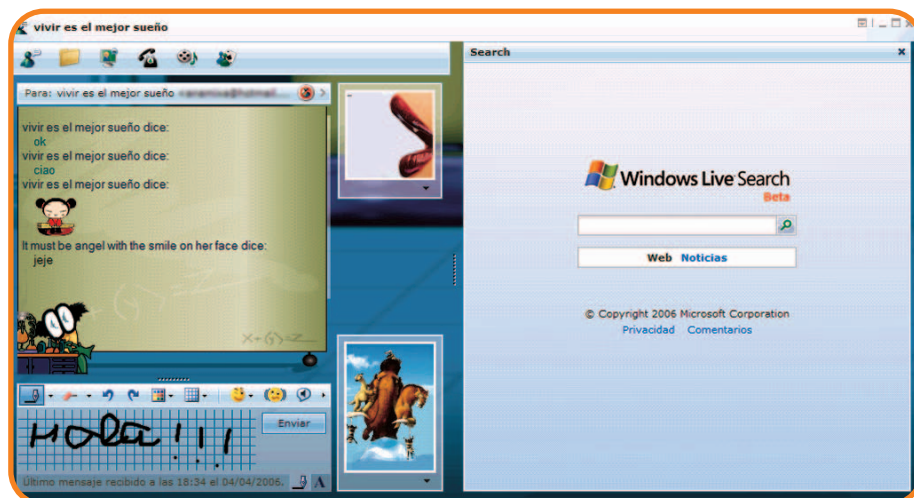 vivir es el mejor sueño
Search
Para: vivir es el mejor sueño
vivir es el mejor sueño dice:
ok
vivir es el mejor sueño dice:
ciao
vivir es el mejor sueño dice:
It must be angel with the smile on her face dice:
jeje
x+(y)=z
Hola!!!
Enviar
Último mensaje recibido a las 18:34 el 04/04/2006.
A
Windows Live Search
Beta
Web Noticias
© Copyright 2006 Microsoft Corporation
Privacidad Comentarios